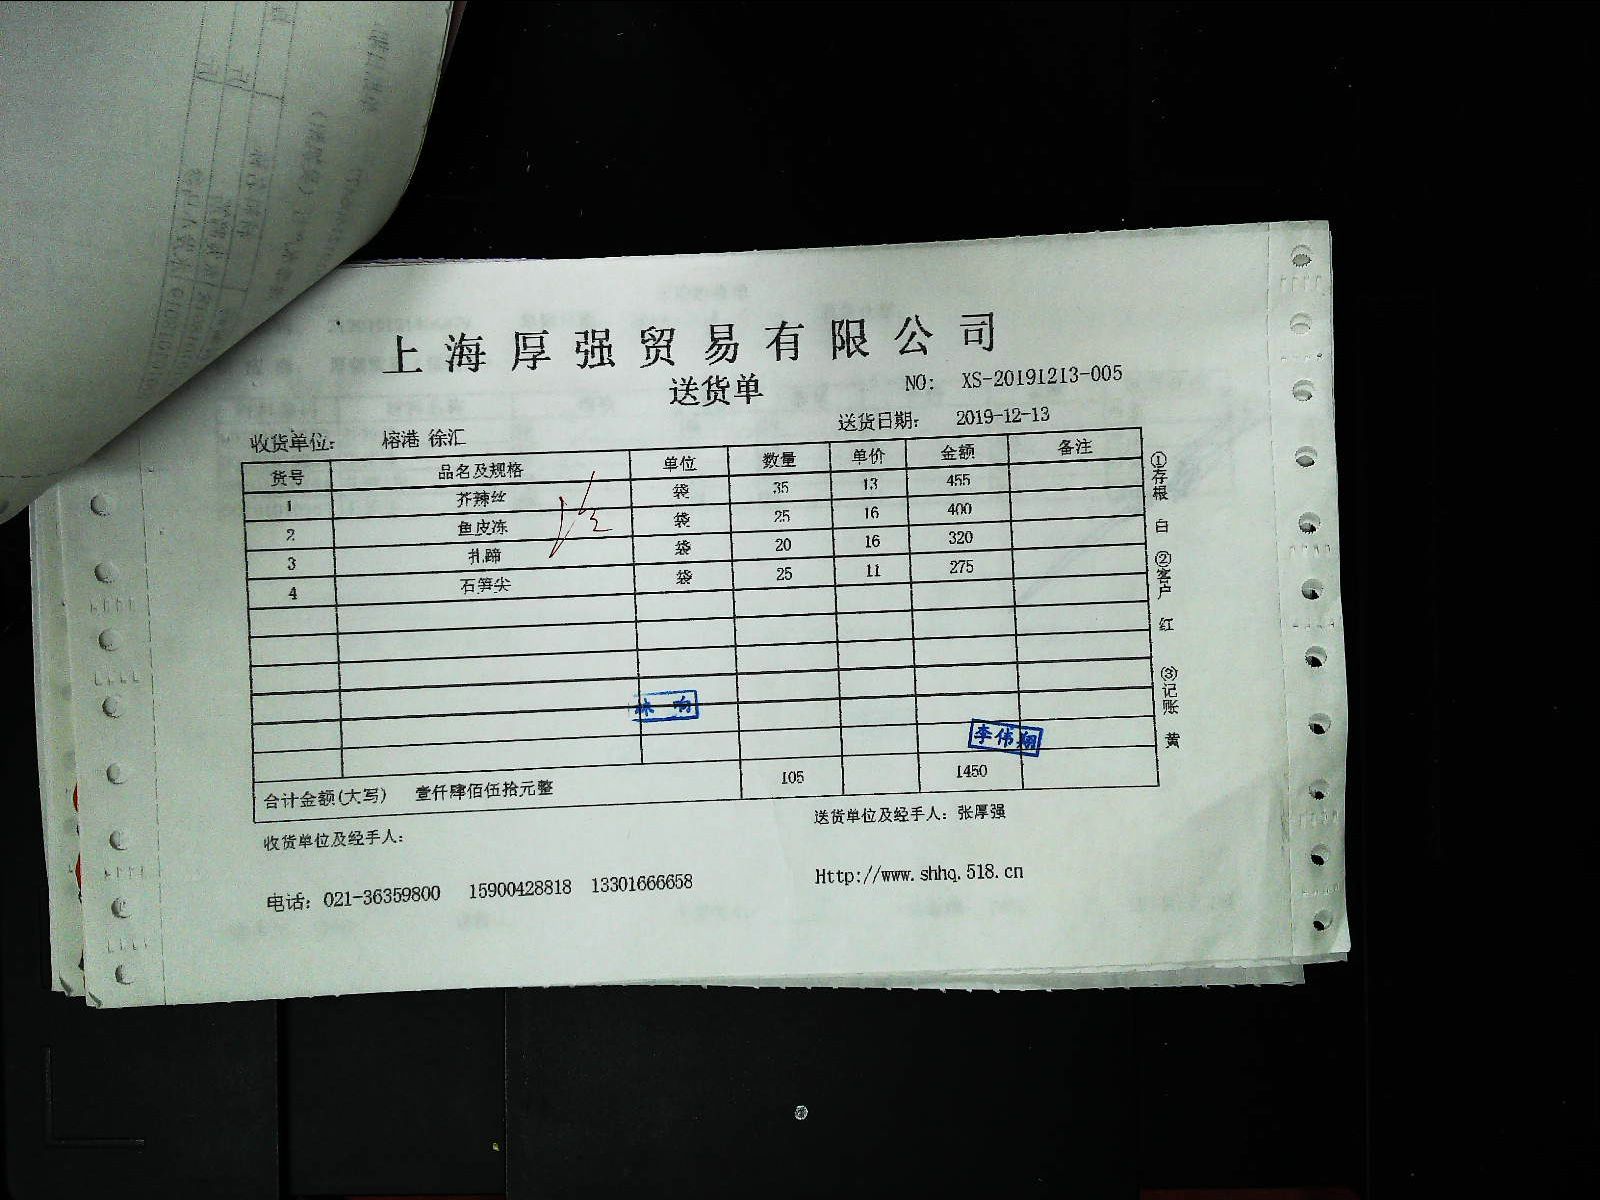 上海厚强贸易有限公司
送货单
NO: XS-20191213-005
送货日期: 2019-12-13
收货单位: 榕港 徐汇
货号 品名及规格 单位 数量 单价 金额 备注
1 芥辣丝 袋 35 13 455
2 鱼皮冻 袋 25 16 400
3 扎蹄 袋 20 16 320
4 石笋尖 袋 25 11 275
李伟翔
合计金额(大写) 壹仟肆佰伍拾元整 105 1450
收货单位及经手人:
送货单位及经手人: 张厚强
电话: 021-36359800 15900428818 13301666658
Http://www.shhq.518.cn
①存根 白 ②客户 红 ③记账 黄